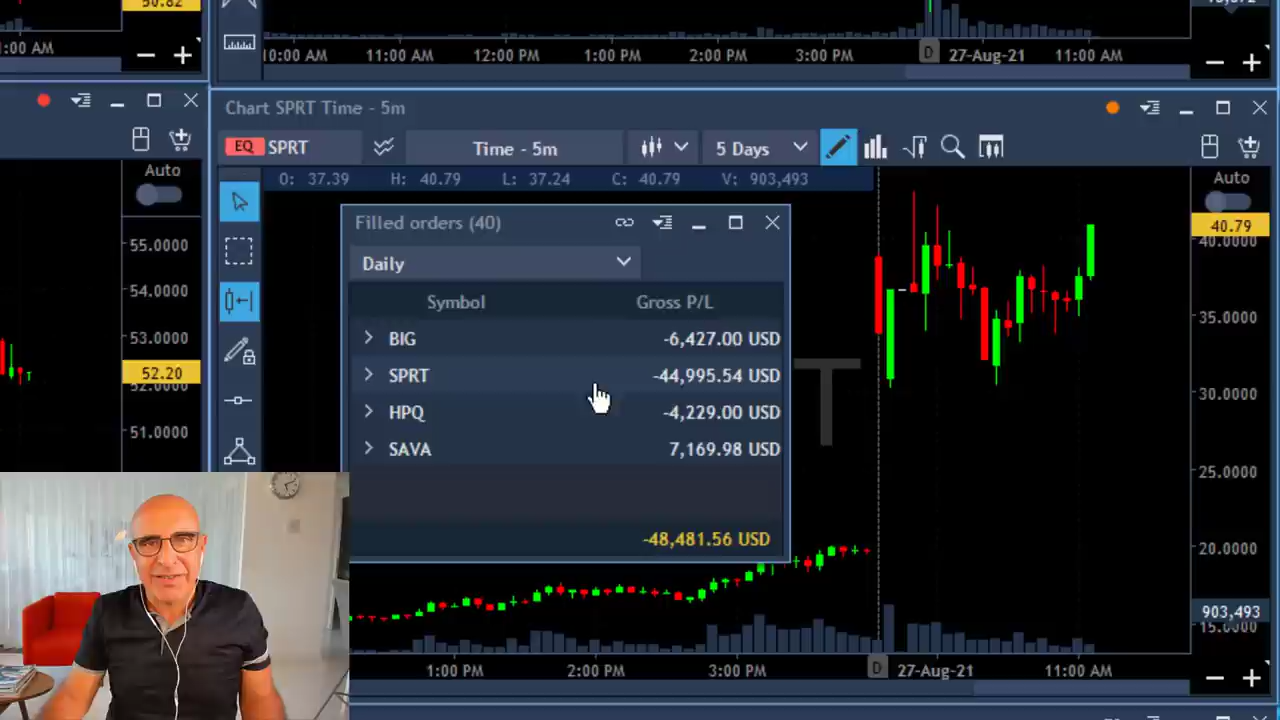 50.82
:00 AM
10:00 AM 11:00 AM 12:00 PM 1:00 PM 2:00 PM 3:00 PM D 27-Aug-21 11:00 AM
Chart SPRT Time - 5m
EQ SPRT Time - 5m 5 Days
Auto
O: 37.39 H: 40.79 L: 37.24 C: 40.79 V: 903,493
Auto
40.79
40.0000
35.0000
30.0000
25.0000
20.0000
903,493
15.0000
55.0000
54.0000
53.0000
52.20
52.0000
51.0000
Filled orders (40)
Daily
Symbol Gross P/L
BIG -6,427.00 USD
SPRT -44,995.54 USD
HPQ -4,229.00 USD
SAVA 7,169.98 USD
-48,481.56 USD
T
1:00 PM 2:00 PM 3:00 PM D 27-Aug-21 11:00 AM